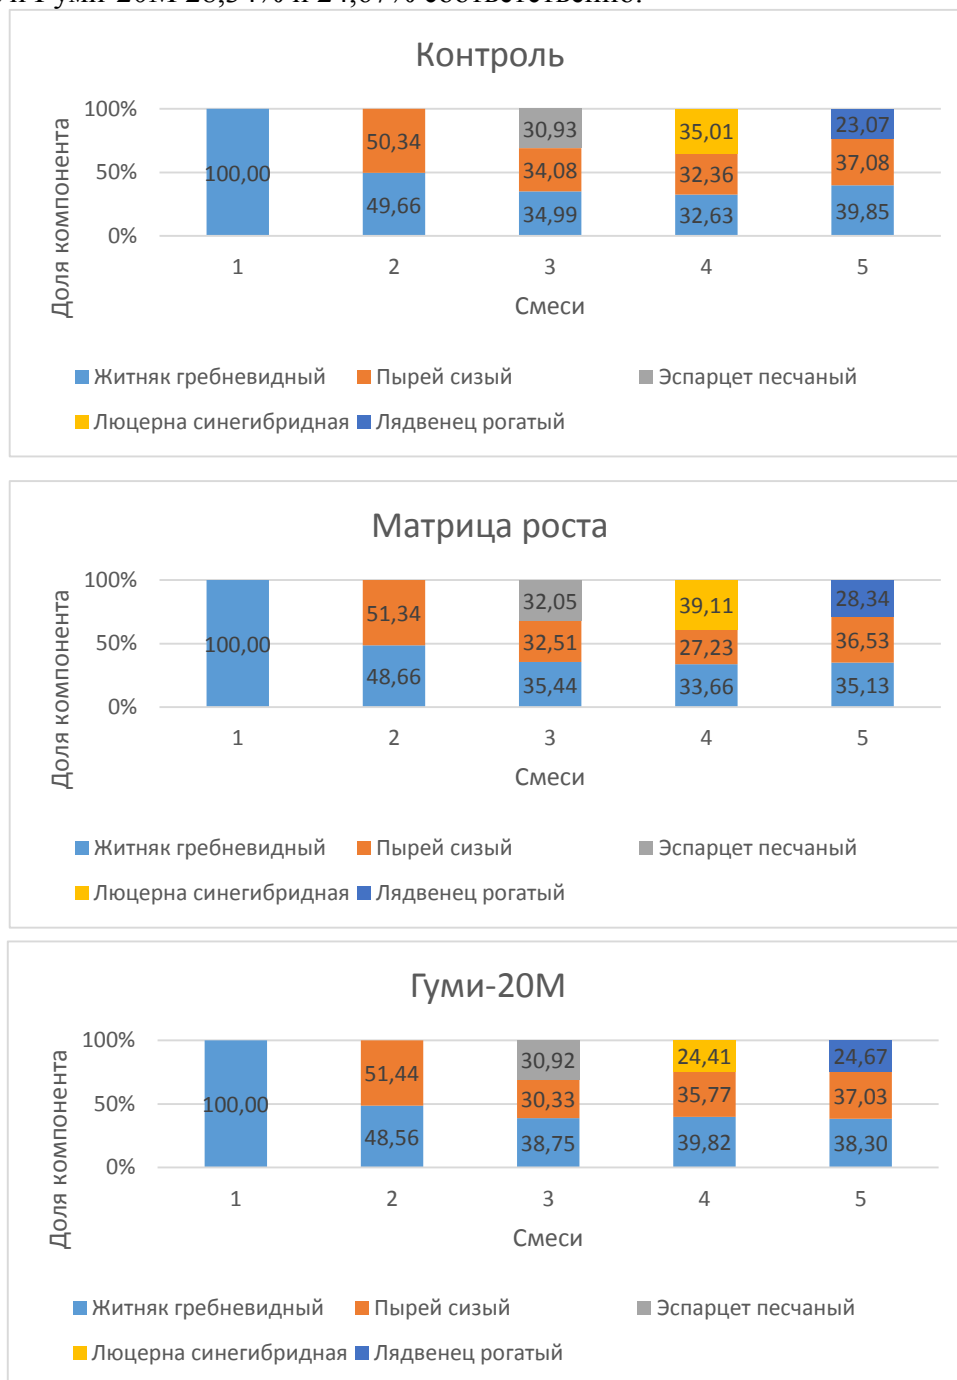 и Гуми-20М 28,34% и 24,67% соответственно.
Контроль
100%
50%
0%
Доля компонента
100,00
50,34
49,66
30,93
34,08
34,99
35,01
32,36
32,63
23,07
37,08
39,85
1 2 3 4 5
Смеси
Житняк гребневидный Пырей сизый Эспарцет песчаный
Люцерна синегибридная Лядвенец рогатый
Матрица роста
100%
50%
0%
Доля компонента
100,00
51,34
48,66
32,05
32,51
35,44
39,11
27,23
33,66
28,34
36,53
35,13
1 2 3 4 5
Смеси
Житняк гребневидный Пырей сизый Эспарцет песчаный
Люцерна синегибридная Лядвенец рогатый
Гуми-20М
100%
50%
0%
Доля компонента
100,00
51,44
48,56
30,92
30,33
38,75
24,41
35,77
39,82
24,67
37,03
38,30
1 2 3 4 5
Смеси
Житняк гребневидный Пырей сизый Эспарцет песчаный
Люцерна синегибридная Лядвенец рогатый